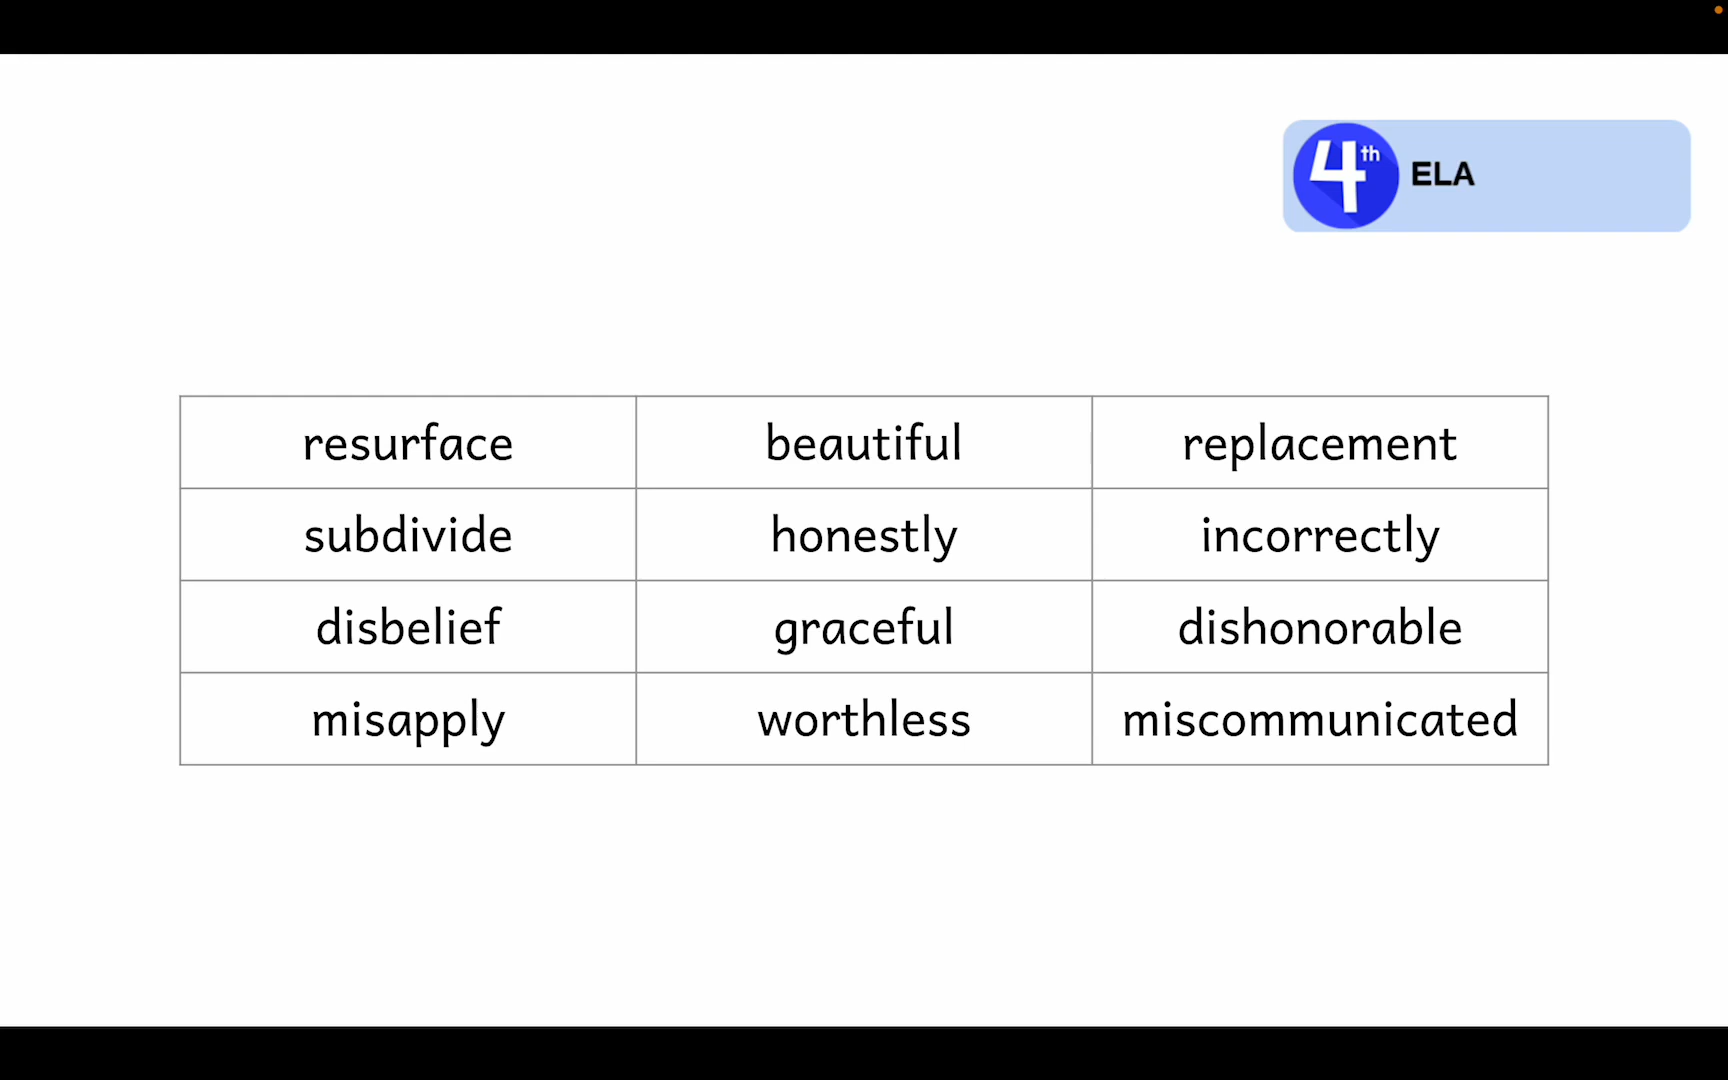 4th ELA
resurface beautiful replacement
subdivide honestly incorrectly
disbelief graceful dishonorable
misapply worthless miscommunicated